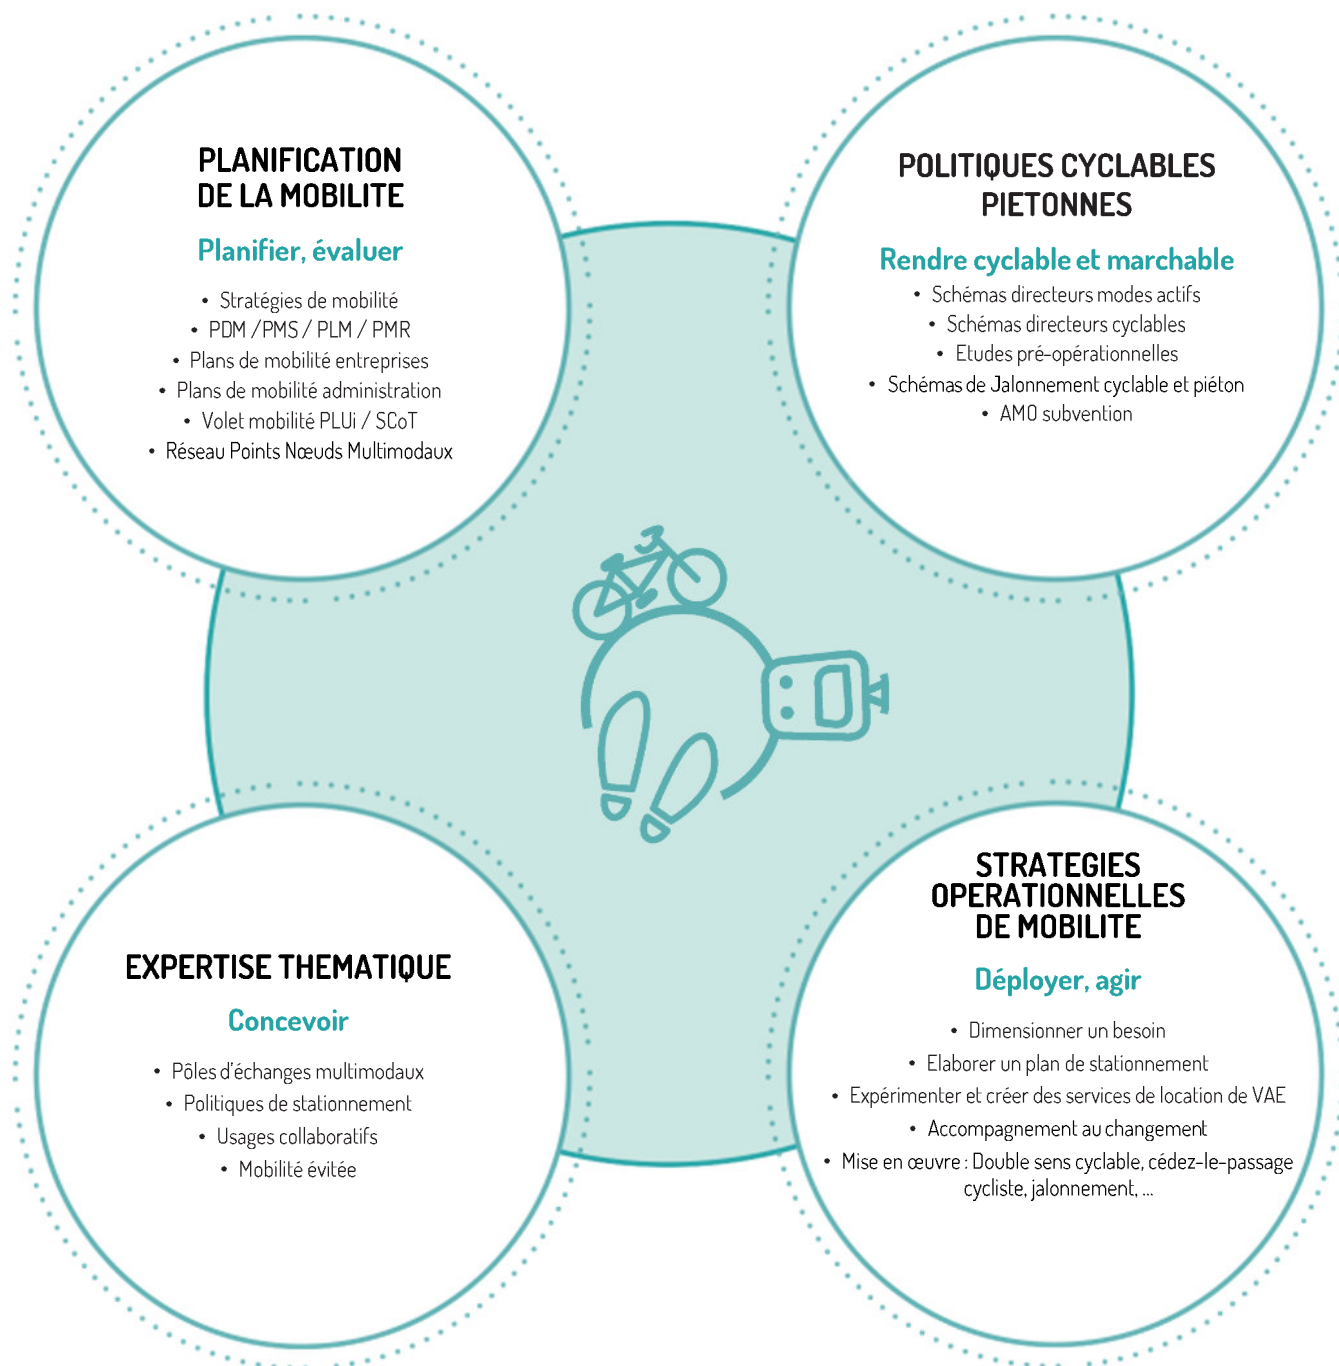 PLANIFICATION
DE LA MOBILITE
Planifier, évaluer
• Stratégies de mobilité
• PDM /PMS / PLM / PMR
• Plans de mobilité entreprises
• Plans de mobilité administration
• Volet mobilité PLUi / SCoT
• Réseau Points Nœuds Multimodaux
POLITIQUES CYCLABLES
PIETONNES
Rendre cyclable et marchable
• Schémas directeurs modes actifs
• Schémas directeurs cyclables
• Etudes pré-opérationnelles
• Schémas de Jalonnement cyclable et piéton
• AMO subvention
EXPERTISE THEMATIQUE
Concevoir
• Pôles d'échanges multimodaux
• Politiques de stationnement
• Usages collaboratifs
• Mobilité évitée
STRATEGIES
OPERATIONNELLES
DE MOBILITE
Déployer, agir
• Dimensionner un besoin
• Elaborer un plan de stationnement
• Expérimenter et créer des services de location de VAE
• Accompagnement au changement
• Mise en œuvre : Double sens cyclable, cédez-le-passage
cycliste, jalonnement, ...